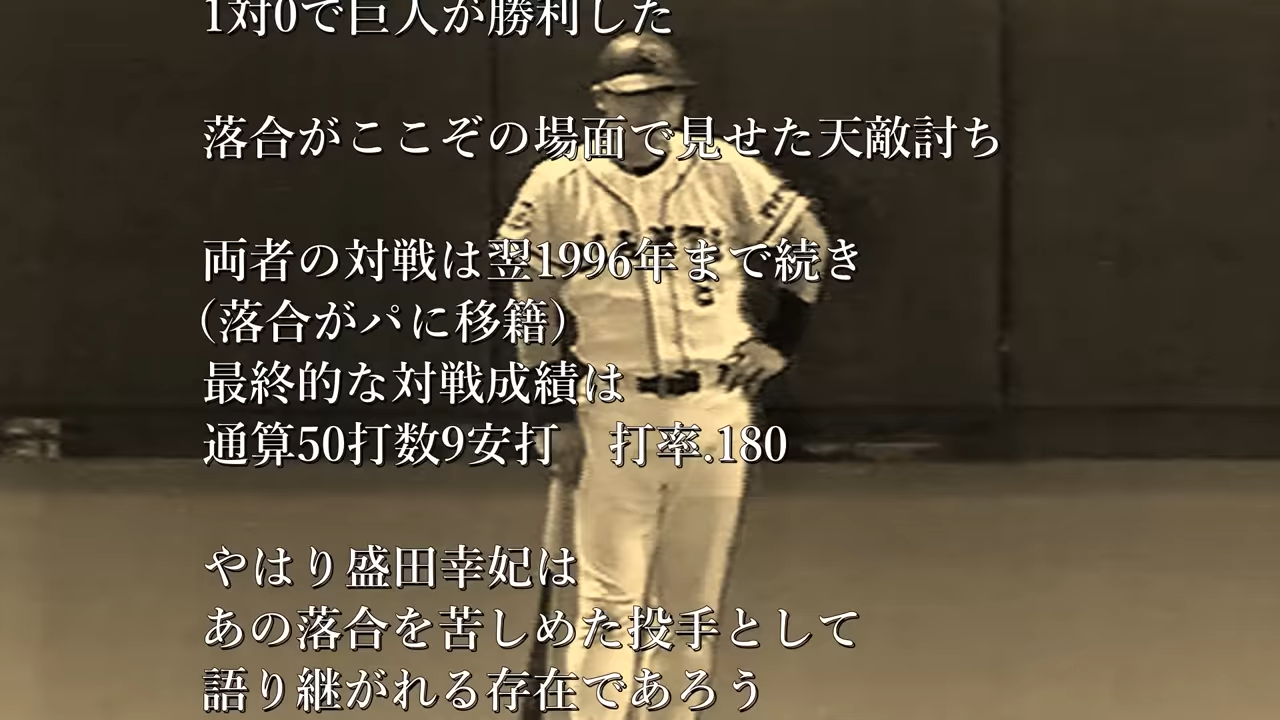 1対0で巨人が勝利した
落合がここぞの場面で見せた天敵討ち
両者の対戦は翌1996年まで続き
（落合がパに移籍）
最終的な対戦成績は
通算50打数9安打　打率.180
やはり盛田幸妃は
あの落合を苦しめた投手として
語り継がれる存在であろう